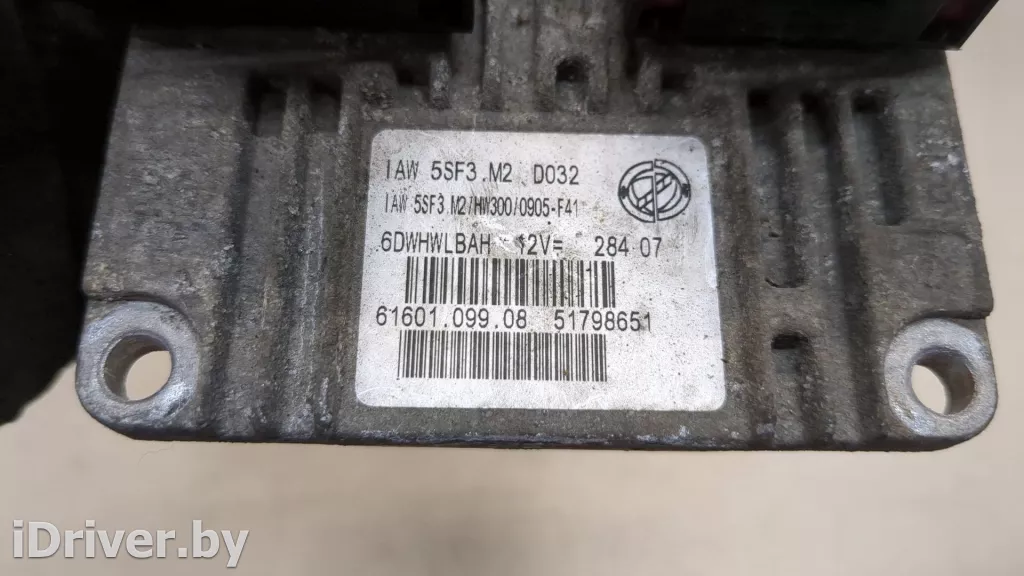 IAW 5SF3.M2 D032
IAW 5SF3 M2/HW300/0905-F41
6DWHWLBAH 12V= 284 07
61601.099.08 51798651
iDriver.by